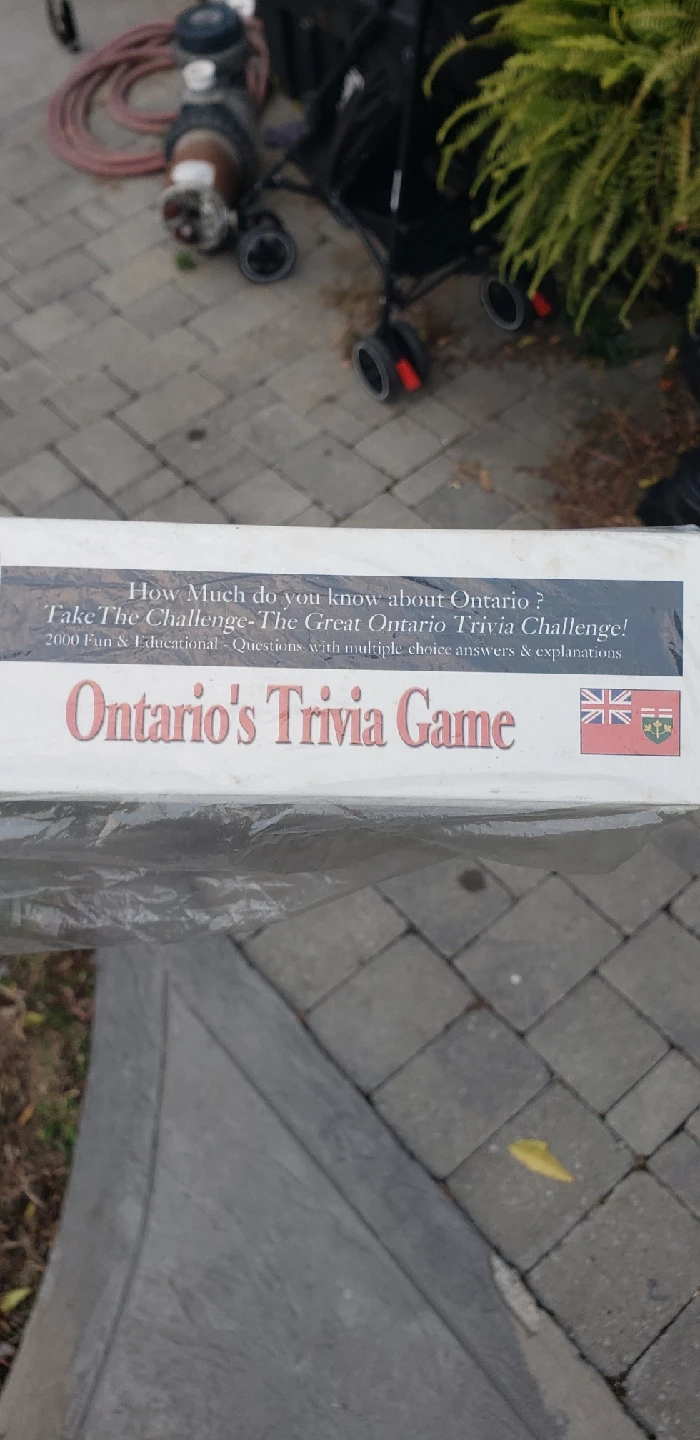 How Much do you know about Ontario ?
Take The Challenge-The Great Ontario Trivia Challenge!
2000 Fun & Educational - Questions with multiple choice answers & explanations
Ontario's Trivia Game